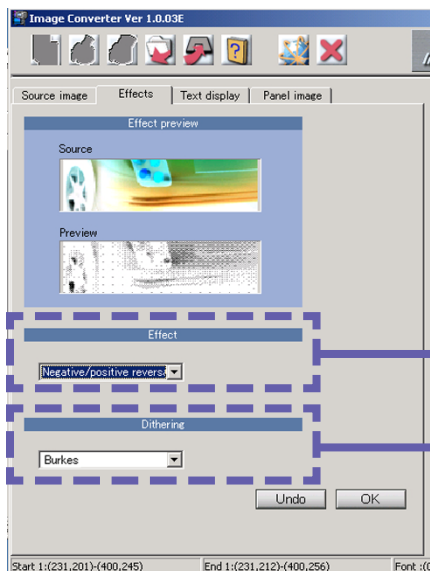 Image Converter Ver 1.0.03E
Source image Effects Text display Panel image
Effect preview
Source
Preview
Effect
Negative/positive revers
Dithering
Burkes
Undo OK
Start 1:(231,201)-(400,245) End 1:(231,212)-(400,256) Font :(